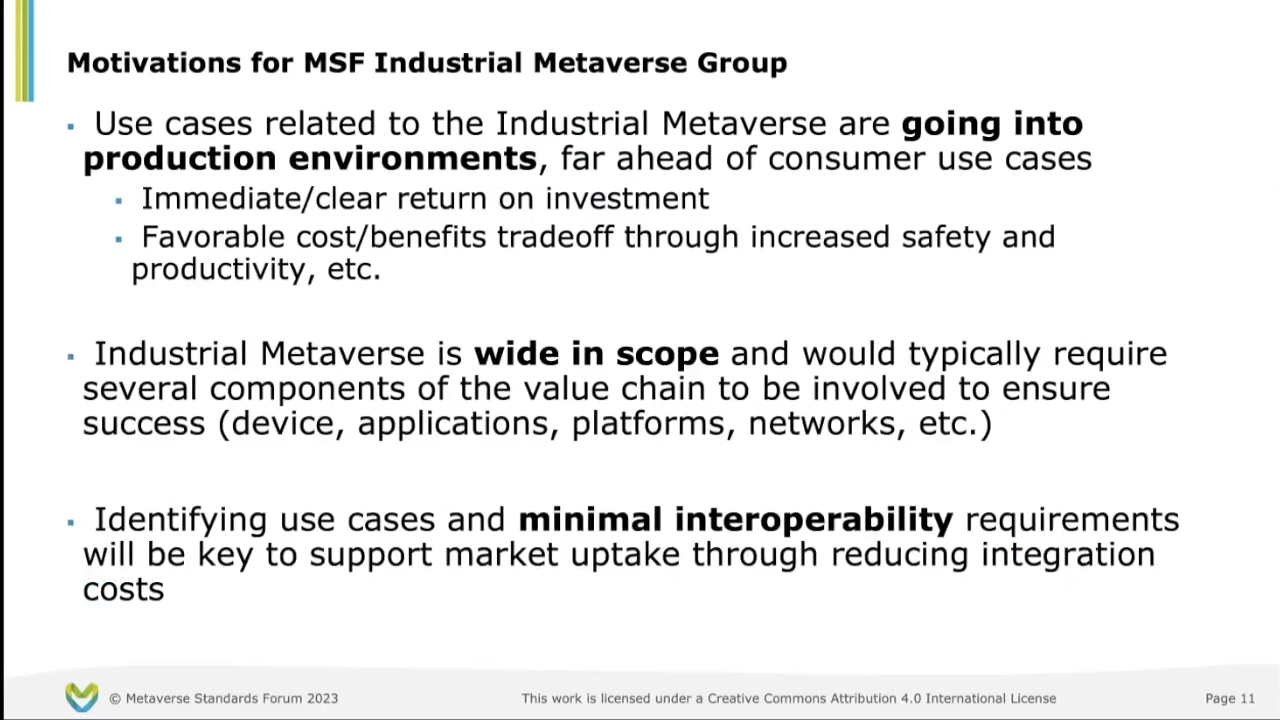 Motivations for MSF Industrial Metaverse Group
▪ Use cases related to the Industrial Metaverse are going into
production environments, far ahead of consumer use cases
▪ Immediate/clear return on investment
▪ Favorable cost/benefits tradeoff through increased safety and
productivity, etc.
▪ Industrial Metaverse is wide in scope and would typically require
several components of the value chain to be involved to ensure
success (device, applications, platforms, networks, etc.)
▪ Identifying use cases and minimal interoperability requirements
will be key to support market uptake through reducing integration
costs
© Metaverse Standards Forum 2023
This work is licensed under a Creative Commons Attribution 4.0 International License
Page 11